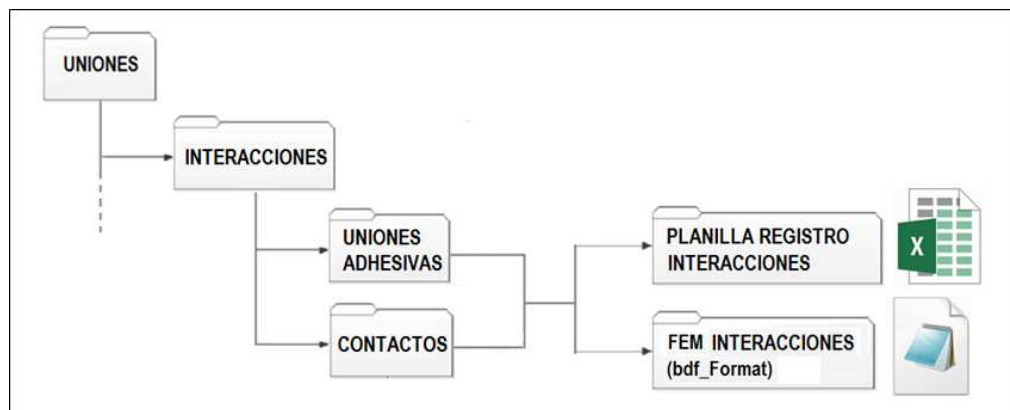 UNIONES
INTERACCIONES
UNIONES
ADHESIVAS
CONTACTOS
PLANILLA REGISTRO
INTERACCIONES
X
FEM INTERACCIONES
(bdf_Format)